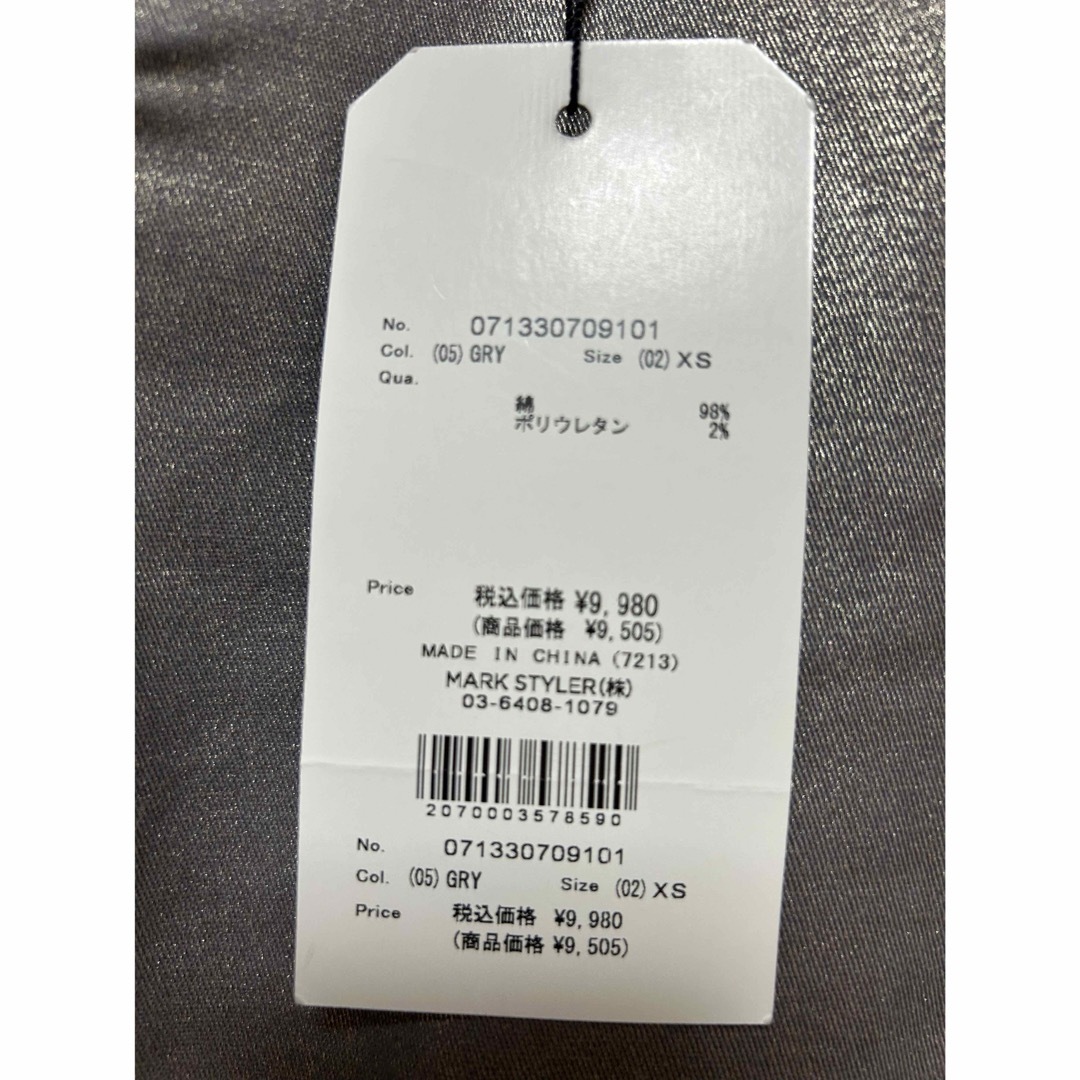 No. 071330709101
Col. (05) GRY Size (02) XS
Qua.
綿 98%
ポリウレタン 2%
Price 税込価格 ¥9,980
(商品価格 ¥9,505)
MADE IN CHINA (7213)
MARK STYLER(株)
03-6408-1079
2070003578590
No. 071330709101
Col. (05) GRY Size (02) XS
Price 税込価格 ¥9,980
(商品価格 ¥9,505)